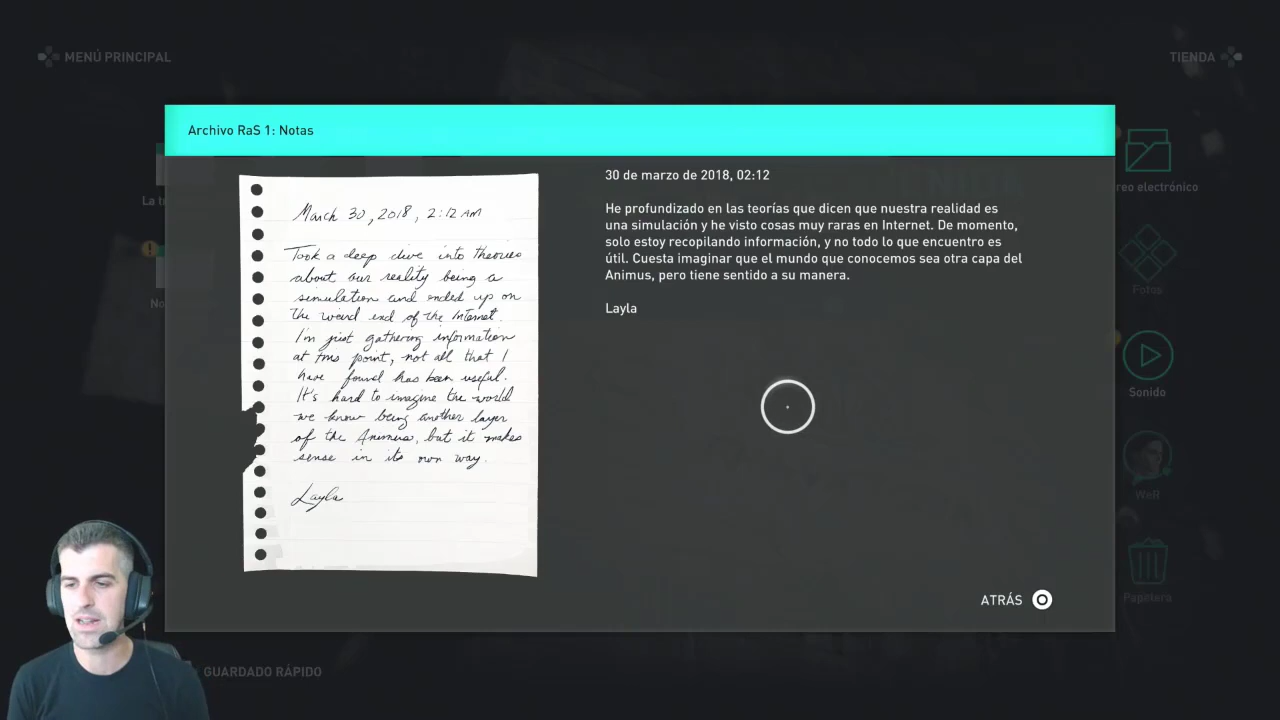 MENÚ PRINCIPAL
TIENDA
Archivo RaS 1: Notas
March 30, 2018, 2:12 AM
Took a deep dive into theories
about our reality being a
simulation and ended up on
the weird end of the Internet.
I'm just gathering information
at this point, not all that I
have found has been useful.
It's hard to imagine the world
we know being another layer
of the Animus, but it makes
sense in its own way.
Layla
30 de marzo de 2018, 02:12
He profundizado en las teorías que dicen que nuestra realidad es
una simulación y he visto cosas muy raras en Internet. De momento,
solo estoy recopilando información, y no todo lo que encuentro es
útil. Cuesta imaginar que el mundo que conocemos sea otra capa del
Animus, pero tiene sentido a su manera.
Layla
ATRÁS
La t
No
reo electrónico
Fotos
Sonido
WeR
Papelera
GUARDADO RÁPIDO